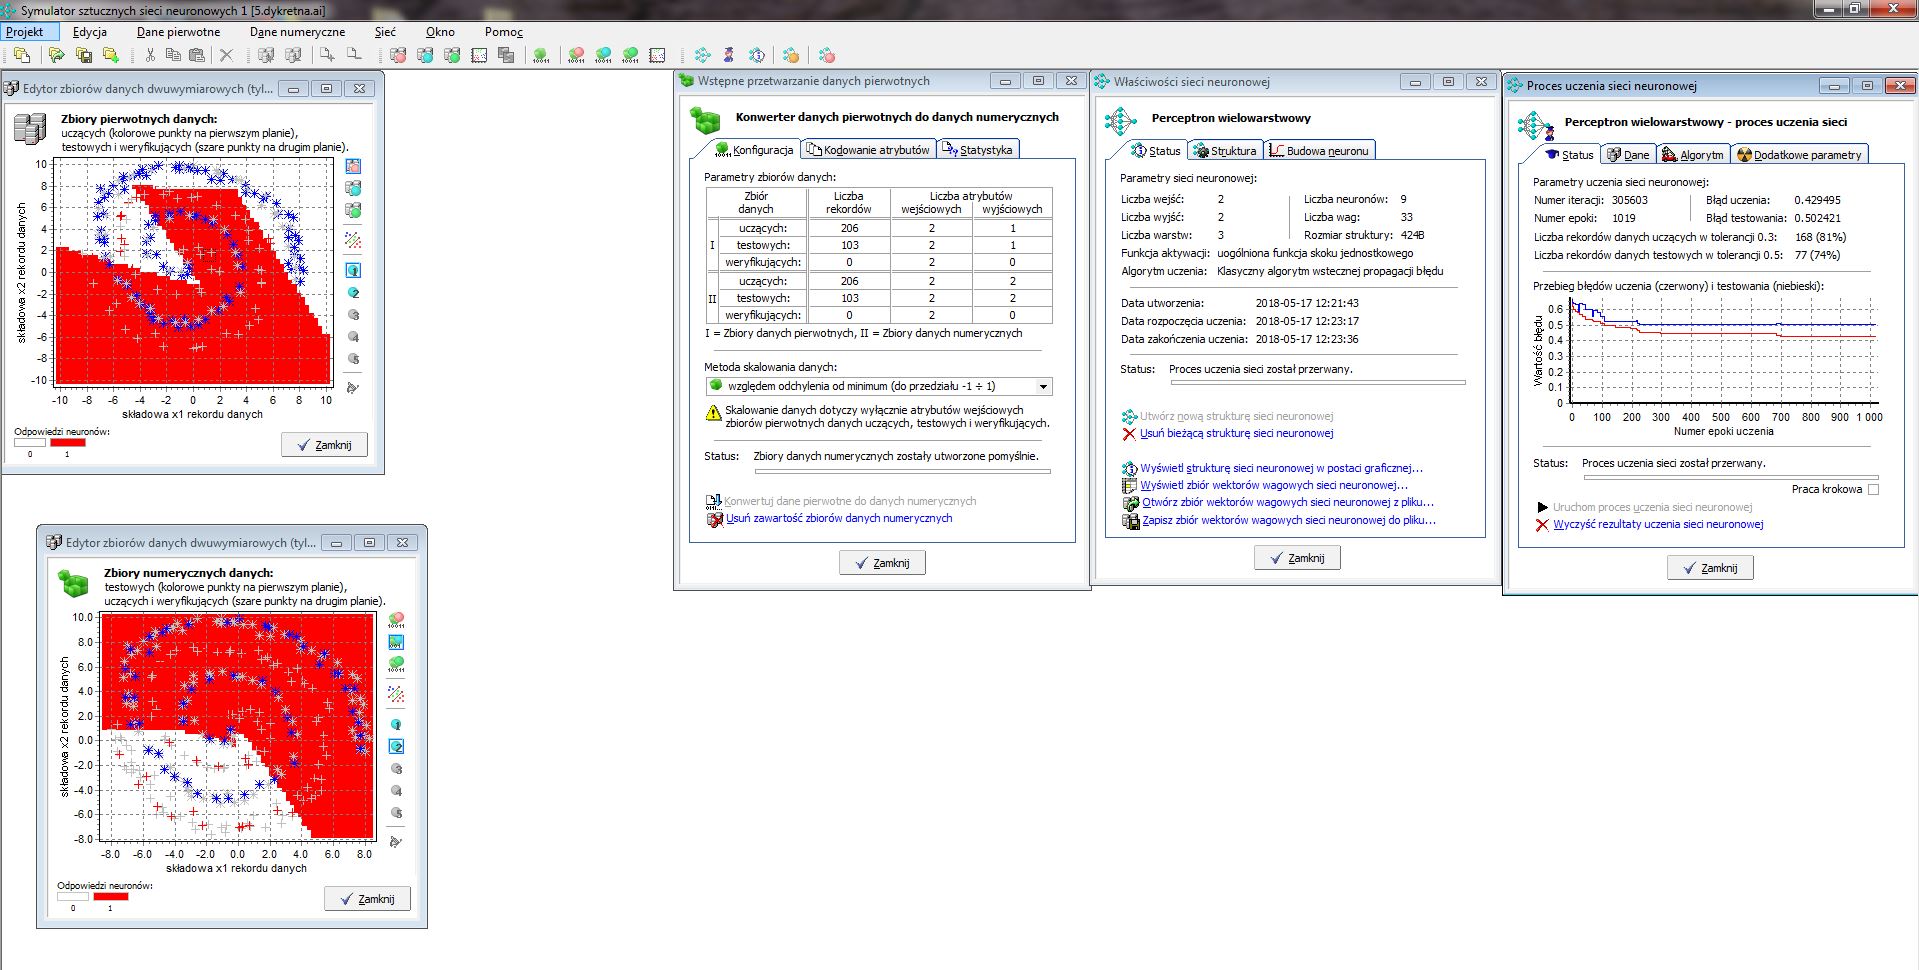 Symulator sztucznych sieci neuronowych 1 [5.dykretna.ai]
Projekt Edycja Dane pierwotne Dane numeryczne Sieć Okno Pomoc
Edytor zbiorów danych dwuwymiarowych (tyl...
Zbiory pierwotnych danych:
uczących (kolorowe punkty na pierwszym planie),
testowych i weryfikujących (szare punkty na drugim planie).
składowa x2 rekordu danych
10
8
6
4
2
0
-2
-4
-6
-8
-10
-10 -8 -6 -4 -2 0 2 4 6 8 10
składowa x1 rekordu danych
1
2
3
4
5
Odpowiedzi neuronów:
0 1
Zamknij
Edytor zbiorów danych dwuwymiarowych (tyl...
Zbiory numerycznych danych:
testowych (kolorowe punkty na pierwszym planie),
uczących i weryfikujących (szare punkty na drugim planie).
składowa x2 rekordu danych
10.0
8.0
6.0
4.0
2.0
0.0
-2.0
-4.0
-6.0
-8.0
-8.0 -6.0 -4.0 -2.0 0.0 2.0 4.0 6.0 8.0
składowa x1 rekordu danych
1
2
3
4
5
Odpowiedzi neuronów:
0 1
Zamknij
Wstępne przetwarzanie danych pierwotnych
Konwerter danych pierwotnych do danych numerycznych
Konfiguracja Kodowanie atrybutów Statystyka
Parametry zbiorów danych:
Zbiór danych Liczba rekordów Liczba atrybutów wejściowych wyjściowych
I uczących: 206 2 1
testowych: 103 2 1
weryfikujących: 0 2 0
II uczących: 206 2 2
testowych: 103 2 2
weryfikujących: 0 2 0
I = Zbiory danych pierwotnych, II = Zbiory danych numerycznych
Metoda skalowania danych:
względem odchylenia od minimum (do przedziału -1 ÷ 1)
Skalowanie danych dotyczy wyłącznie atrybutów wejściowych
zbiorów pierwotnych danych uczących, testowych i weryfikujących.
Status: Zbiory danych numerycznych zostały utworzone pomyślnie.
Konwertuj dane pierwotne do danych numerycznych
Usuń zawartość zbiorów danych numerycznych
Zamknij
Właściwości sieci neuronowej
Perceptron wielowarstwowy
Status Struktura Budowa neuronu
Parametry sieci neuronowej:
Liczba wejść: 2 Liczba neuronów: 9
Liczba wyjść: 2 Liczba wag: 33
Liczba warstw: 3 Rozmiar struktury: 424B
Funkcja aktywacji: uogólniona funkcja skoku jednostkowego
Algorytm uczenia: Klasyczny algorytm wstecznej propagacji błędu
Data utworzenia: 2018-05-17 12:21:43
Data rozpoczęcia uczenia: 2018-05-17 12:23:17
Data zakończenia uczenia: 2018-05-17 12:23:36
Status: Proces uczenia sieci został przerwany.
Utwórz nową strukturę sieci neuronowej
Usuń bieżącą strukturę sieci neuronowej
Wyświetl strukturę sieci neuronowej w postaci graficznej...
Wyświetl zbiór wektorów wagowych sieci neuronowej...
Otwórz zbiór wektorów wagowych sieci neuronowej z pliku...
Zapisz zbiór wektorów wagowych sieci neuronowej do pliku...
Zamknij
Proces uczenia sieci neuronowej
Perceptron wielowarstwowy - proces uczenia sieci
Status Dane Algorytm Dodatkowe parametry
Parametry uczenia sieci neuronowej:
Numer iteracji: 305603 Błąd uczenia: 0.429495
Numer epoki: 1019 Błąd testowania: 0.502421
Liczba rekordów danych uczących w tolerancji 0.3: 168 (81%)
Liczba rekordów danych testowych w tolerancji 0.5: 77 (74%)
Przebieg błędów uczenia (czerwony) i testowania (niebieski):
Wartość błędu
0.6
0.5
0.4
0.3
0.2
0.1
0
0 100 200 300 400 500 600 700 800 900 1 000
Numer epoki uczenia
Status: Proces uczenia sieci został przerwany.
Praca krokowa
Uruchom proces uczenia sieci neuronowej
Wyczyść rezultaty uczenia sieci neuronowej
Zamknij